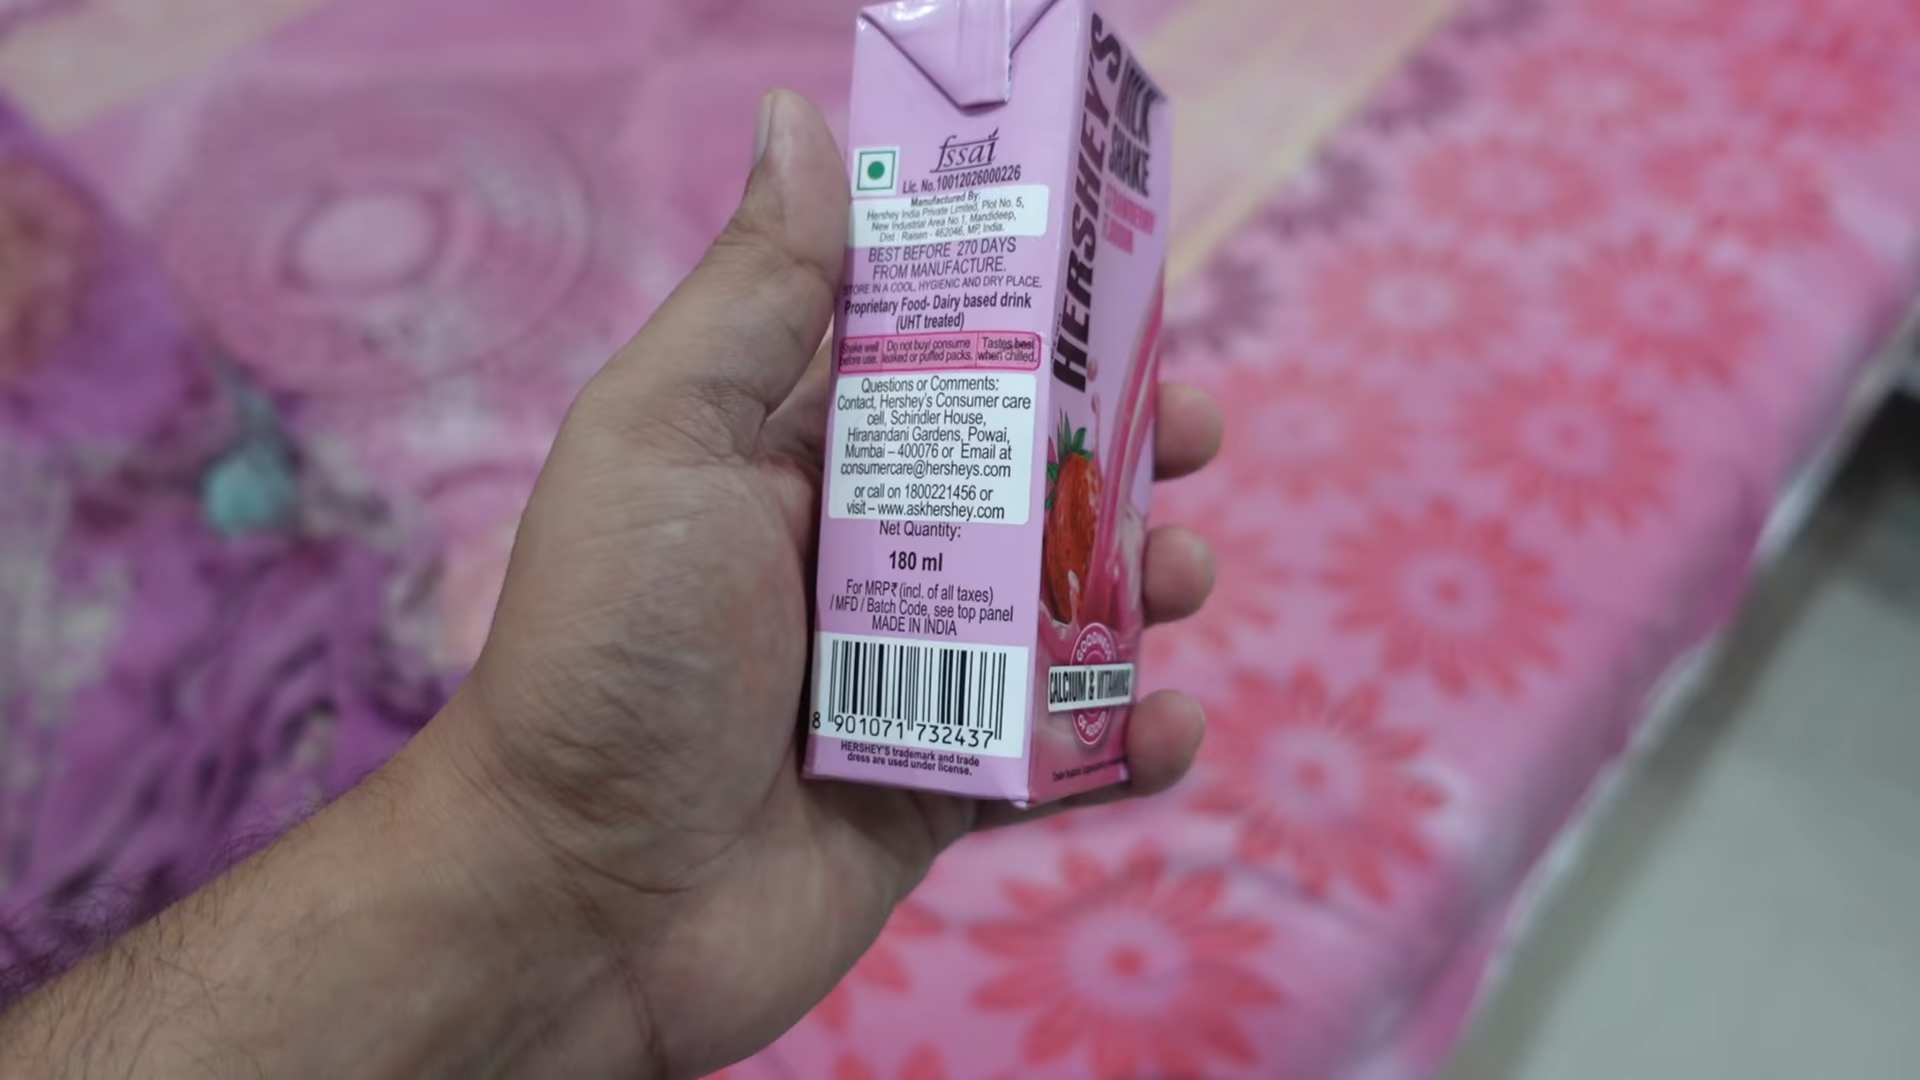 fssai
Lic. No.10012026000226
Manufactured By:
Hershey India Private Limited, Plot No. 5,
New Industrial Area No.1, Mandideep,
Dist : Raisen - 462046, MP, India.
BEST BEFORE 270 DAYS
FROM MANUFACTURE.
STORE IN A COOL, HYGIENIC AND DRY PLACE.
Proprietary Food- Dairy based drink
(UHT treated)
Shake well
before use.
Do not buy/ consume
leaked or puffed packs.
Tastes best
when chilled.
Questions or Comments:
Contact, Hershey's Consumer care
cell, Schindler House,
Hiranandani Gardens, Powai,
Mumbai – 400076 or Email at
consumercare@hersheys.com
or call on 1800221456 or
visit – www.askhershey.com
Net Quantity:
180 ml
For MRP₹ (incl. of all taxes)
/ MFD / Batch Code, see top panel
MADE IN INDIA
8 901071 732437
HERSHEY'S trademark and trade
dress are used under license.
HERSHEY'S
MILK
SHAKE
STRAWBERRY
FLAVOUR
GOODNESS
CALCIUM & VITAMINS
OF ADDED